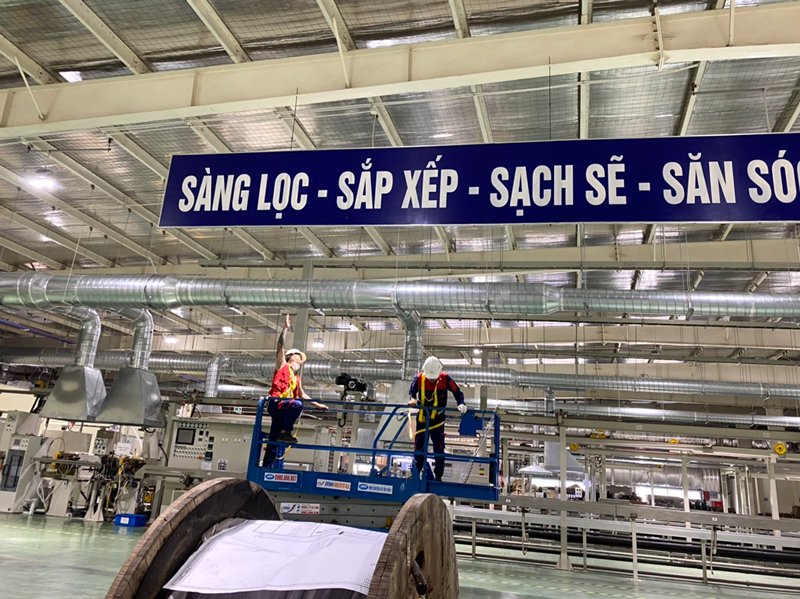 SÀNG LỌC - SẮP XẾP - SẠCH SẼ - SĂN SÓ